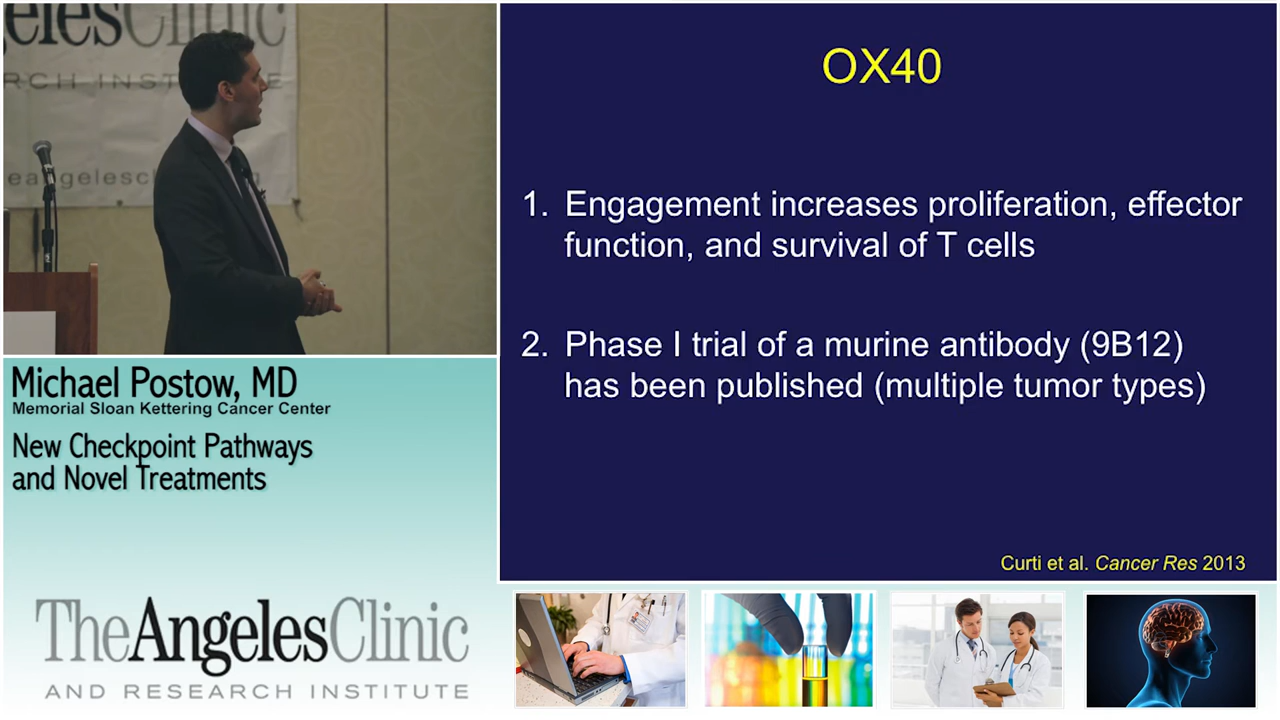 OX40
1. Engagement increases proliferation, effector
function, and survival of T cells
2. Phase I trial of a murine antibody (9B12)
has been published (multiple tumor types)
Curti et al. Cancer Res 2013
Michael Postow, MD
Memorial Sloan Kettering Cancer Center
New Checkpoint Pathways
and Novel Treatments
TheAngelesClinic
AND RESEARCH INSTITUTE